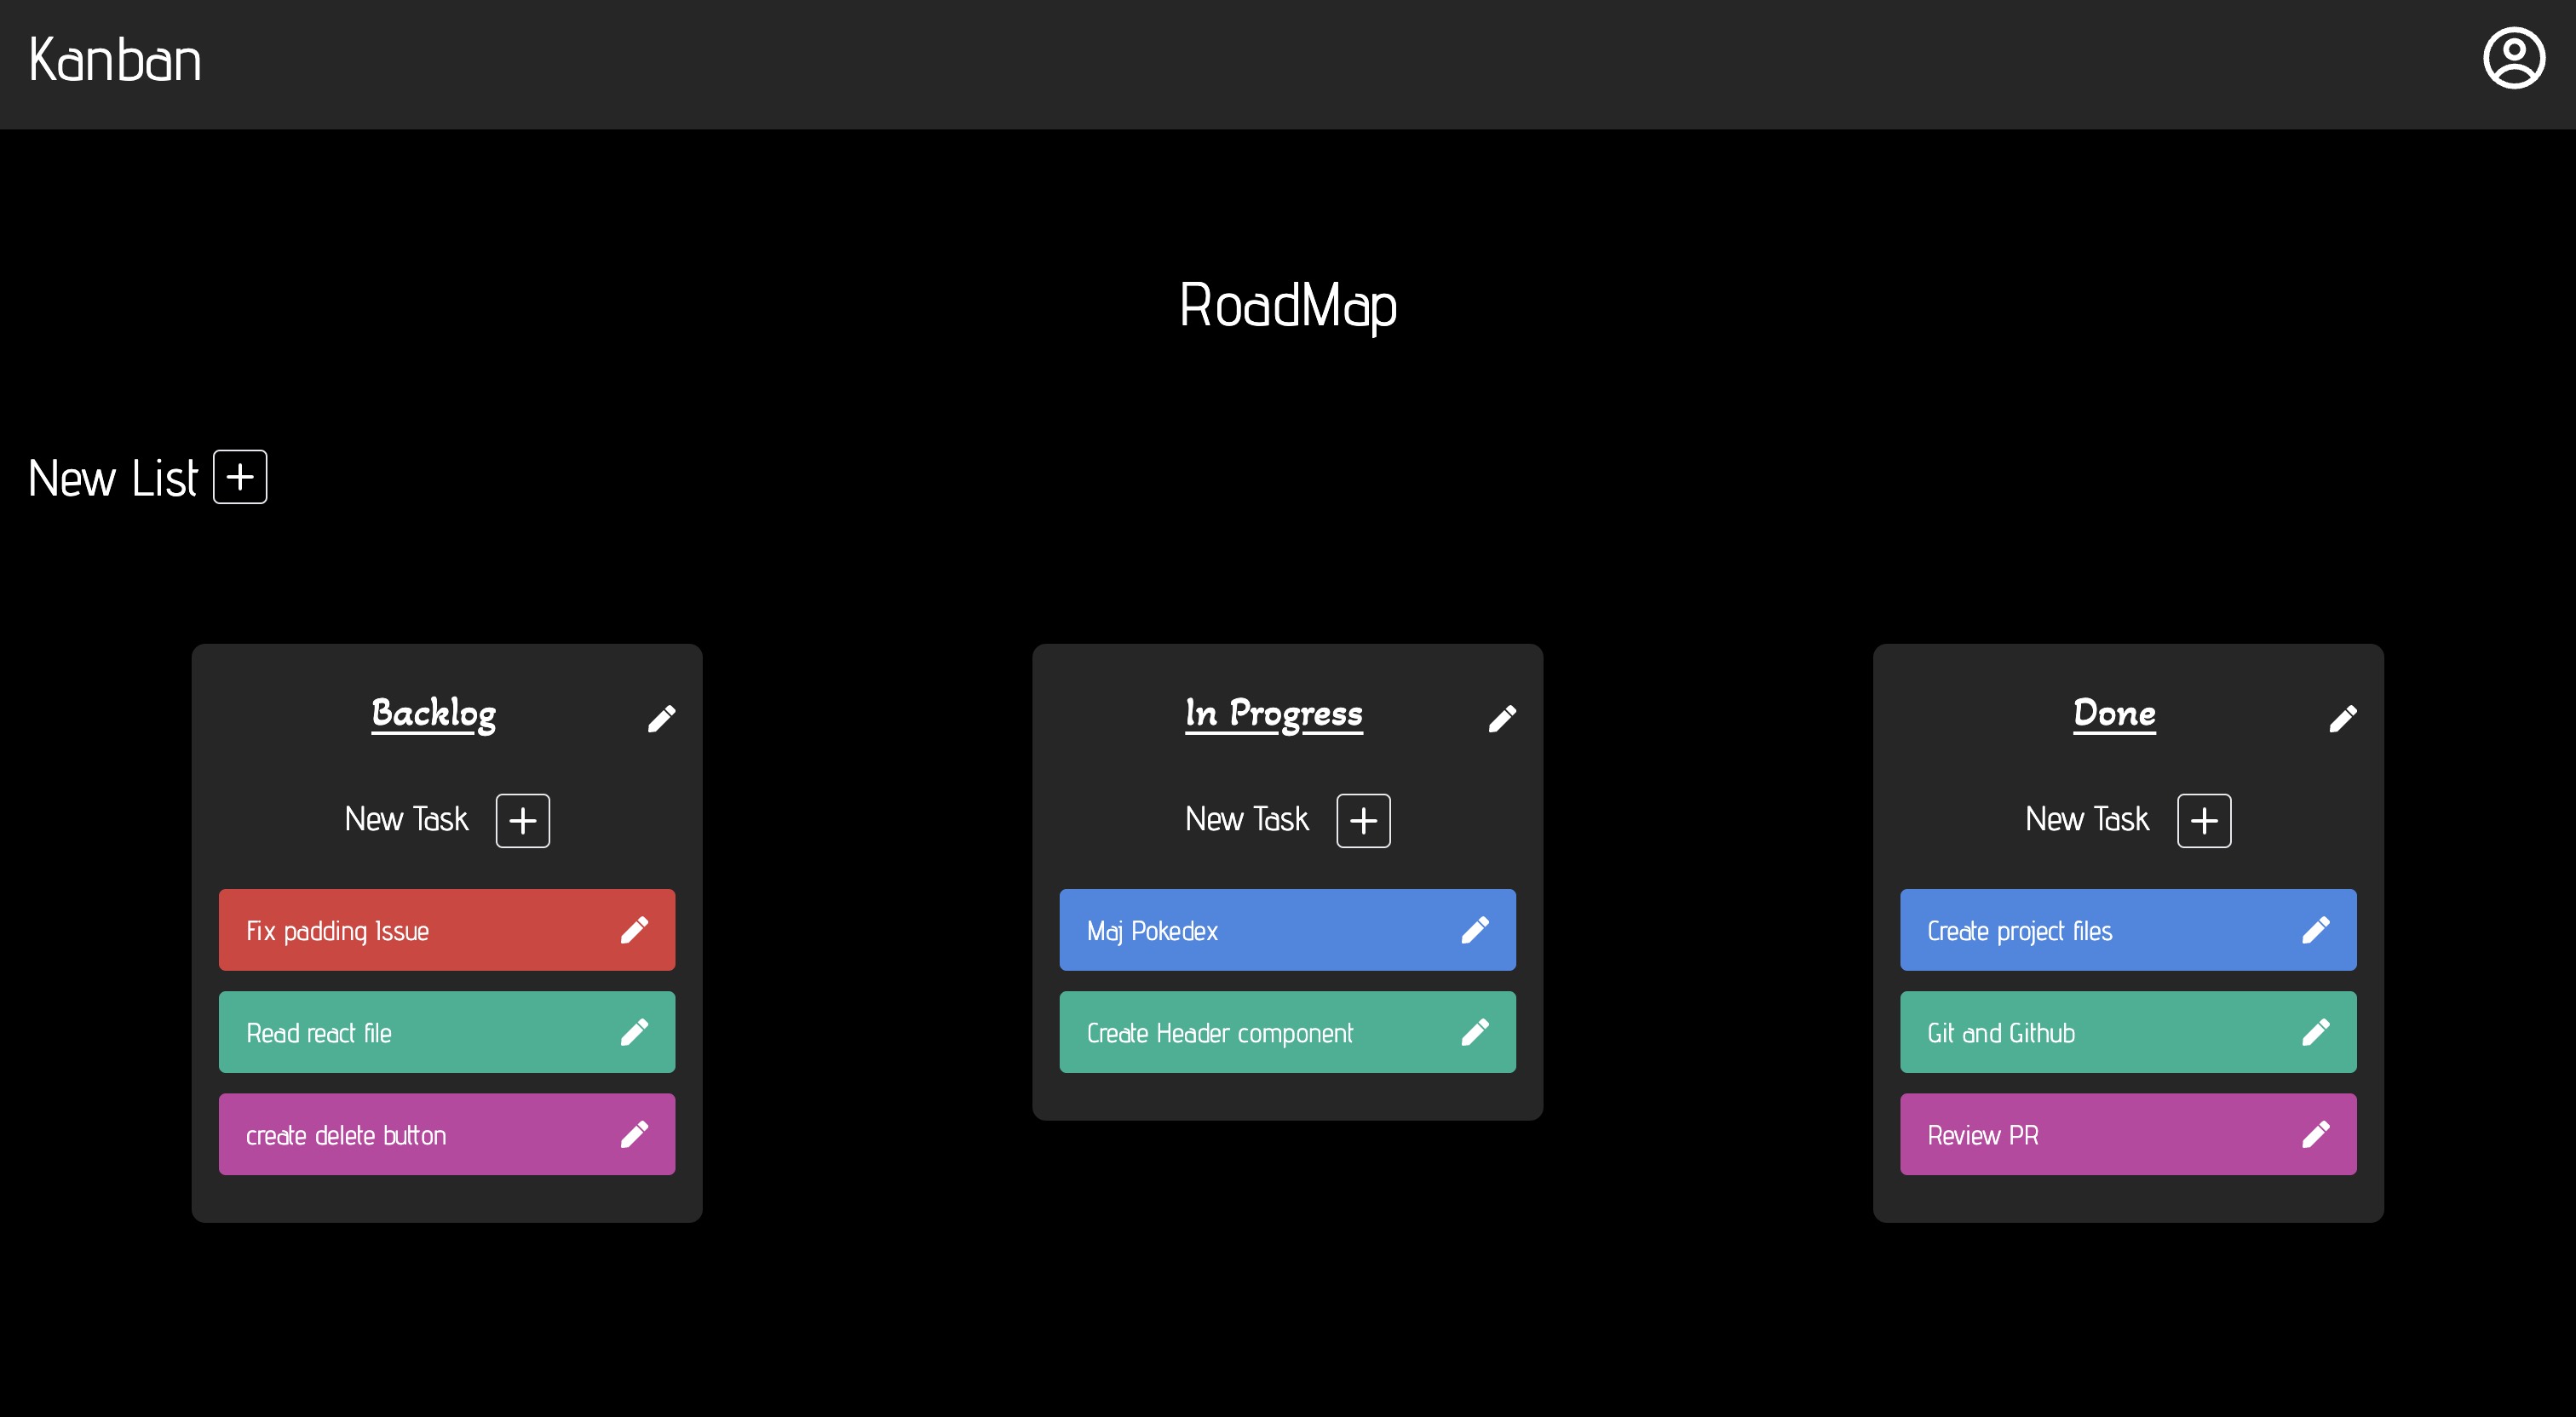 Kanban
RoadMap
New List
Backlog
New Task
Fix padding Issue
Read react file
create delete button
In Progress
New Task
Maj Pokedex
Create Header component
Done
New Task
Create project files
Git and Github
Review PR